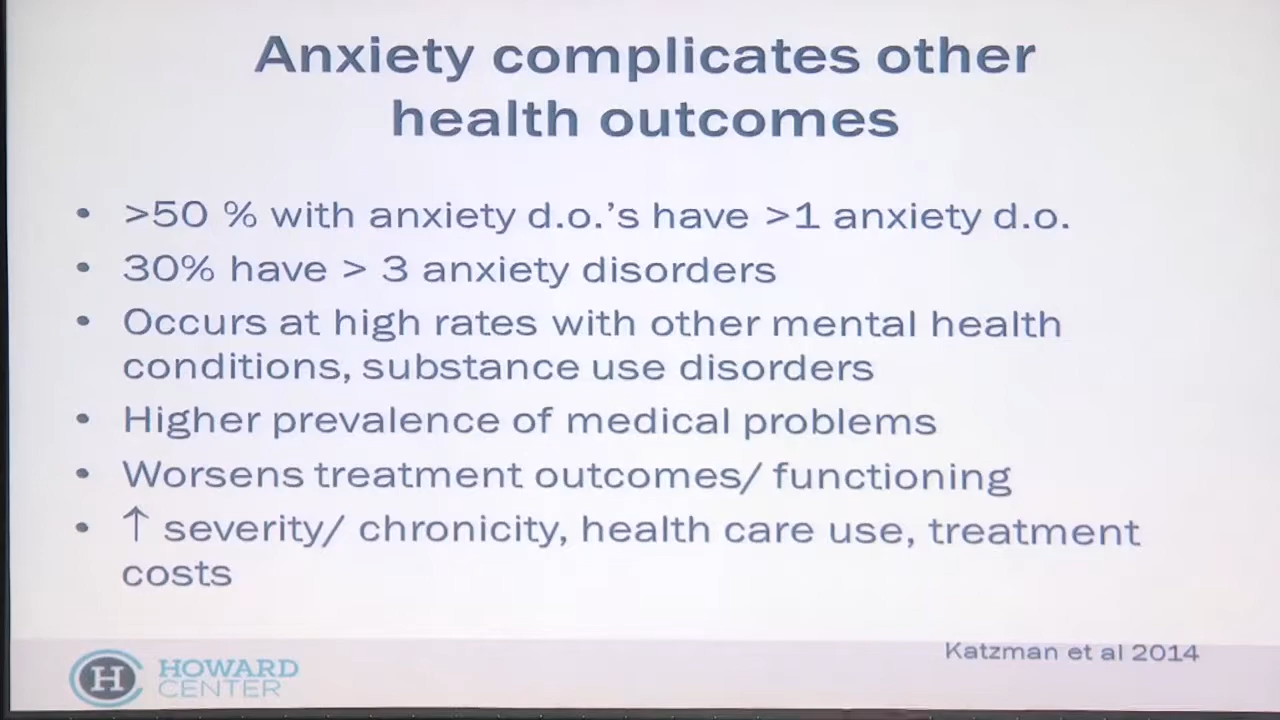 Anxiety complicates other
health outcomes
• >50 % with anxiety d.o.'s have >1 anxiety d.o.
• 30% have > 3 anxiety disorders
• Occurs at high rates with other mental health
conditions, substance use disorders
• Higher prevalence of medical problems
• Worsens treatment outcomes/ functioning
• ↑ severity/ chronicity, health care use, treatment
costs
Katzman et al 2014
H HOWARD
CENTER